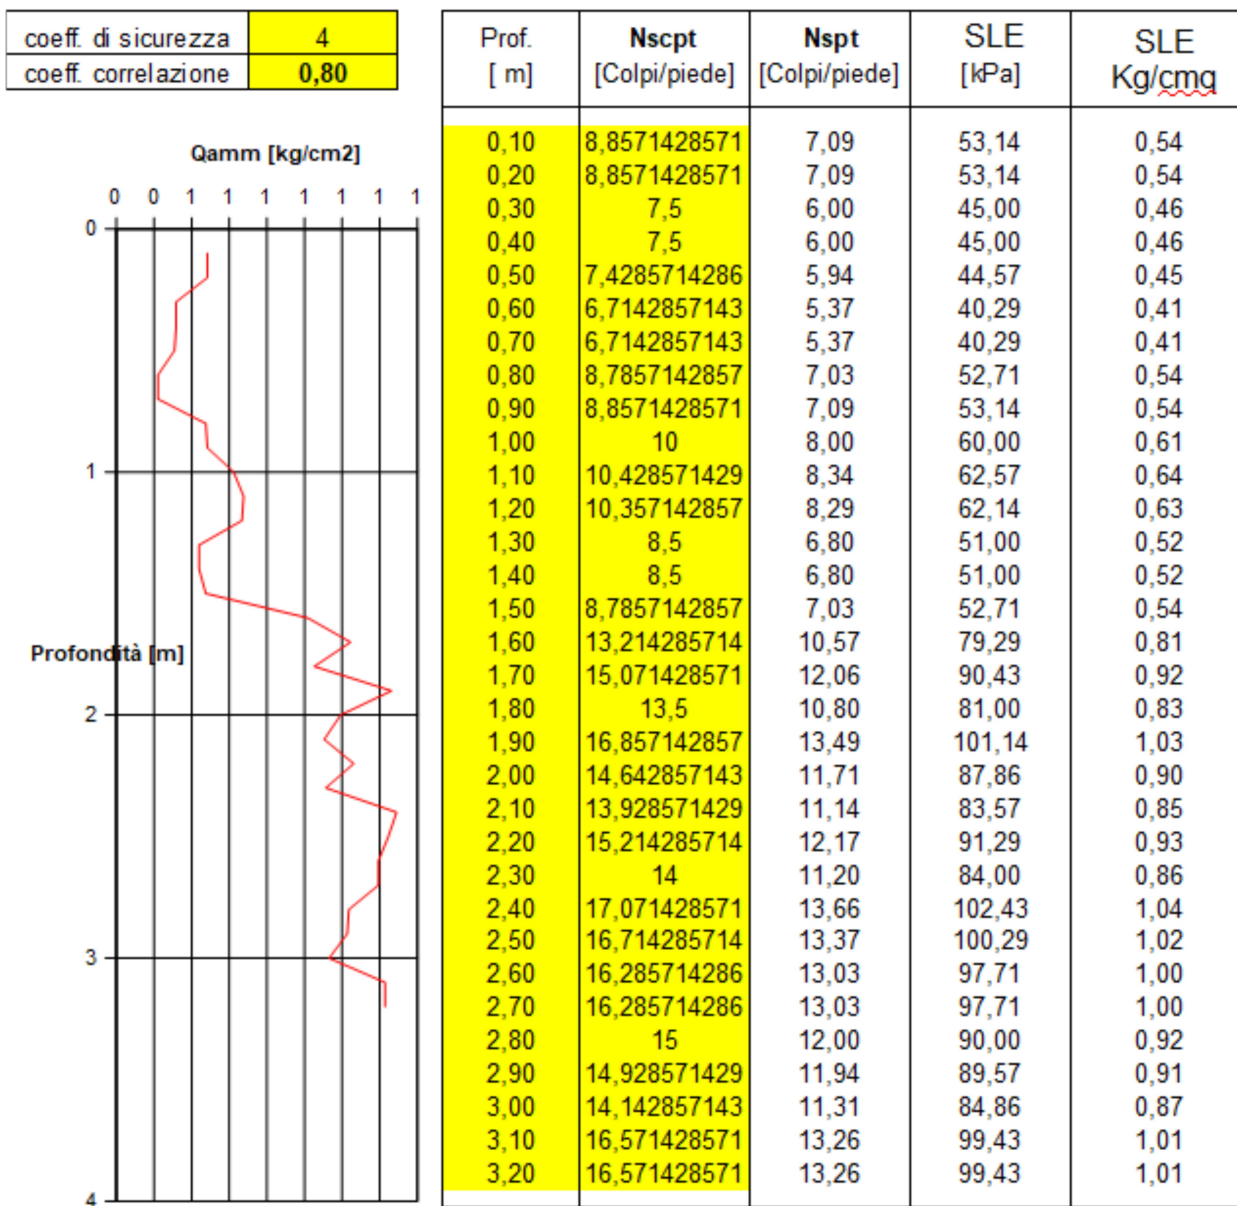 coeff. di sicurezza 4
coeff. correlazione 0,80
Qamm [kg/cm2]
0 0 1 1 1 1 1 1 1
0
1
Profondità [m]
2
3
4
Prof. Nscpt Nspt SLE SLE
[ m] [Colpi/piede] [Colpi/piede] [kPa] Kg/cmq
0,10 8,8571428571 7,09 53,14 0,54
0,20 8,8571428571 7,09 53,14 0,54
0,30 7,5 6,00 45,00 0,46
0,40 7,5 6,00 45,00 0,46
0,50 7,4285714286 5,94 44,57 0,45
0,60 6,7142857143 5,37 40,29 0,41
0,70 6,7142857143 5,37 40,29 0,41
0,80 8,7857142857 7,03 52,71 0,54
0,90 8,8571428571 7,09 53,14 0,54
1,00 10 8,00 60,00 0,61
1,10 10,428571429 8,34 62,57 0,64
1,20 10,357142857 8,29 62,14 0,63
1,30 8,5 6,80 51,00 0,52
1,40 8,5 6,80 51,00 0,52
1,50 8,7857142857 7,03 52,71 0,54
1,60 13,214285714 10,57 79,29 0,81
1,70 15,071428571 12,06 90,43 0,92
1,80 13,5 10,80 81,00 0,83
1,90 16,857142857 13,49 101,14 1,03
2,00 14,642857143 11,71 87,86 0,90
2,10 13,928571429 11,14 83,57 0,85
2,20 15,214285714 12,17 91,29 0,93
2,30 14 11,20 84,00 0,86
2,40 17,071428571 13,66 102,43 1,04
2,50 16,714285714 13,37 100,29 1,02
2,60 16,285714286 13,03 97,71 1,00
2,70 16,285714286 13,03 97,71 1,00
2,80 15 12,00 90,00 0,92
2,90 14,928571429 11,94 89,57 0,91
3,00 14,142857143 11,31 84,86 0,87
3,10 16,571428571 13,26 99,43 1,01
3,20 16,571428571 13,26 99,43 1,01